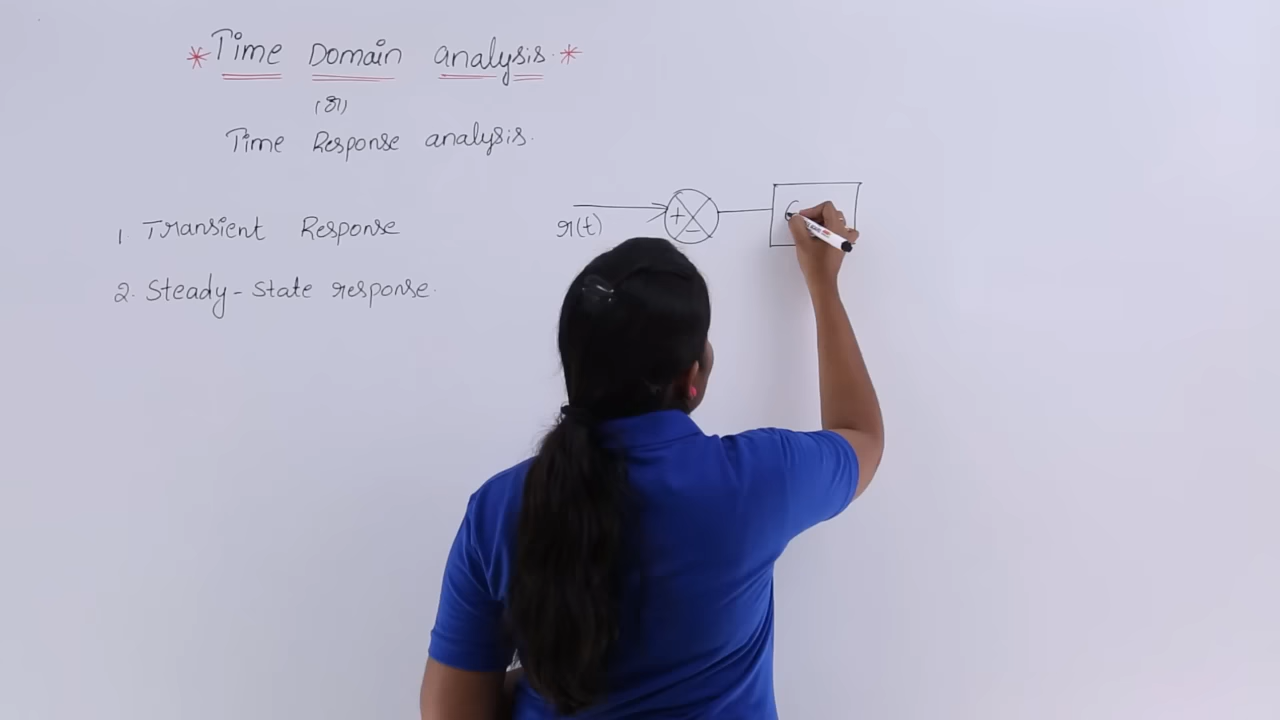 * Time Domain analysis. *
(or)
Time Response analysis.
1. Transient Response
2. Steady-State response.
r(t)
+
-
G